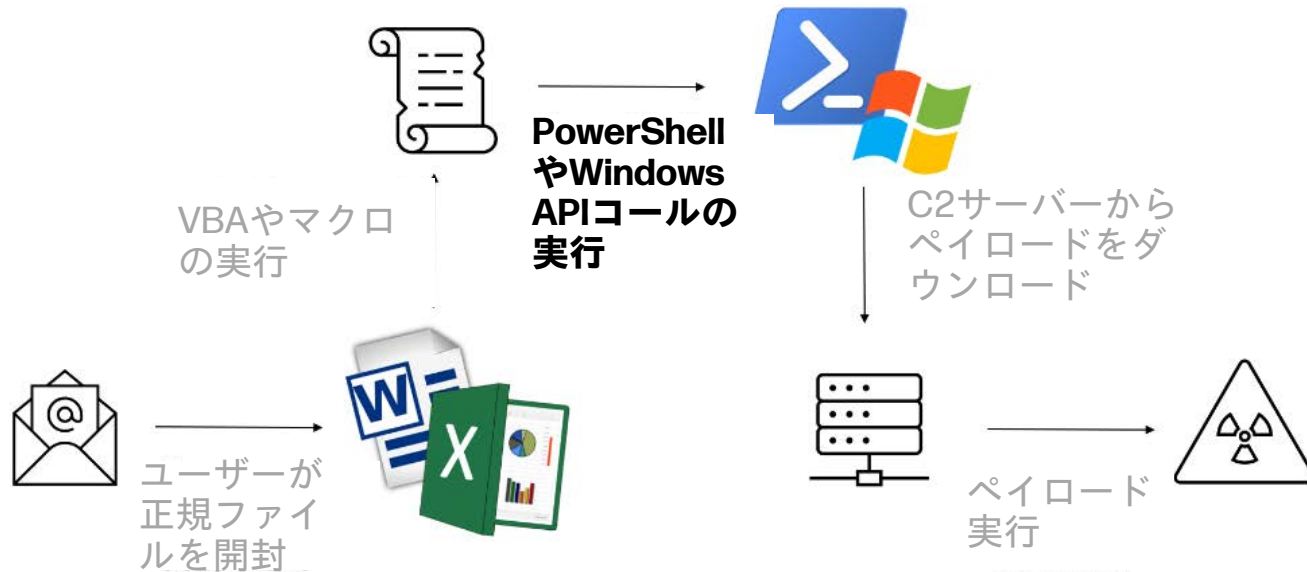 PowerShell
やWindows
APIコールの
実行
VBAやマクロ
の実行
C2サーバーから
ペイロードをダ
ウンロード
@
W
X
ユーザーが
正規ファイ
ルを開封
ペイロード
実行